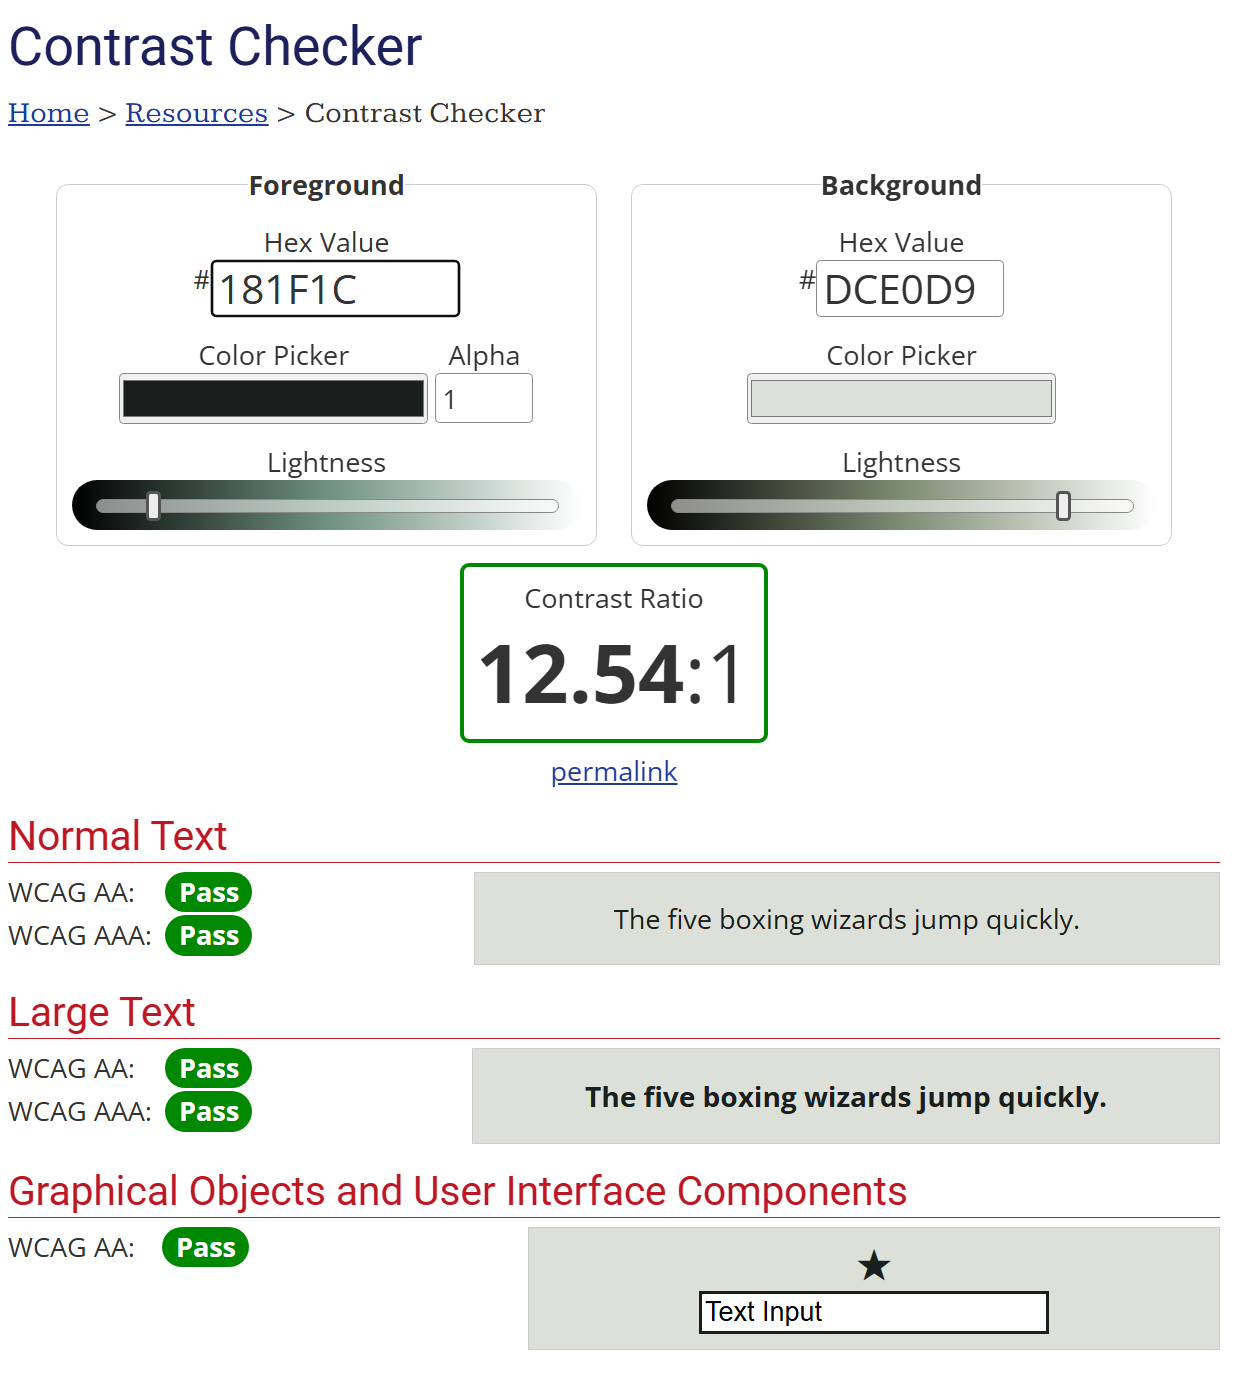 Contrast Checker
Home > Resources > Contrast Checker
Foreground
Hex Value
#181F1C
Color Picker Alpha
1
Lightness
Background
Hex Value
#DCE0D9
Color Picker
Lightness
Contrast Ratio
12.54:1
permalink
Normal Text
WCAG AA: Pass
WCAG AAA: Pass
The five boxing wizards jump quickly.
Large Text
WCAG AA: Pass
WCAG AAA: Pass
The five boxing wizards jump quickly.
Graphical Objects and User Interface Components
WCAG AA: Pass
★
Text Input